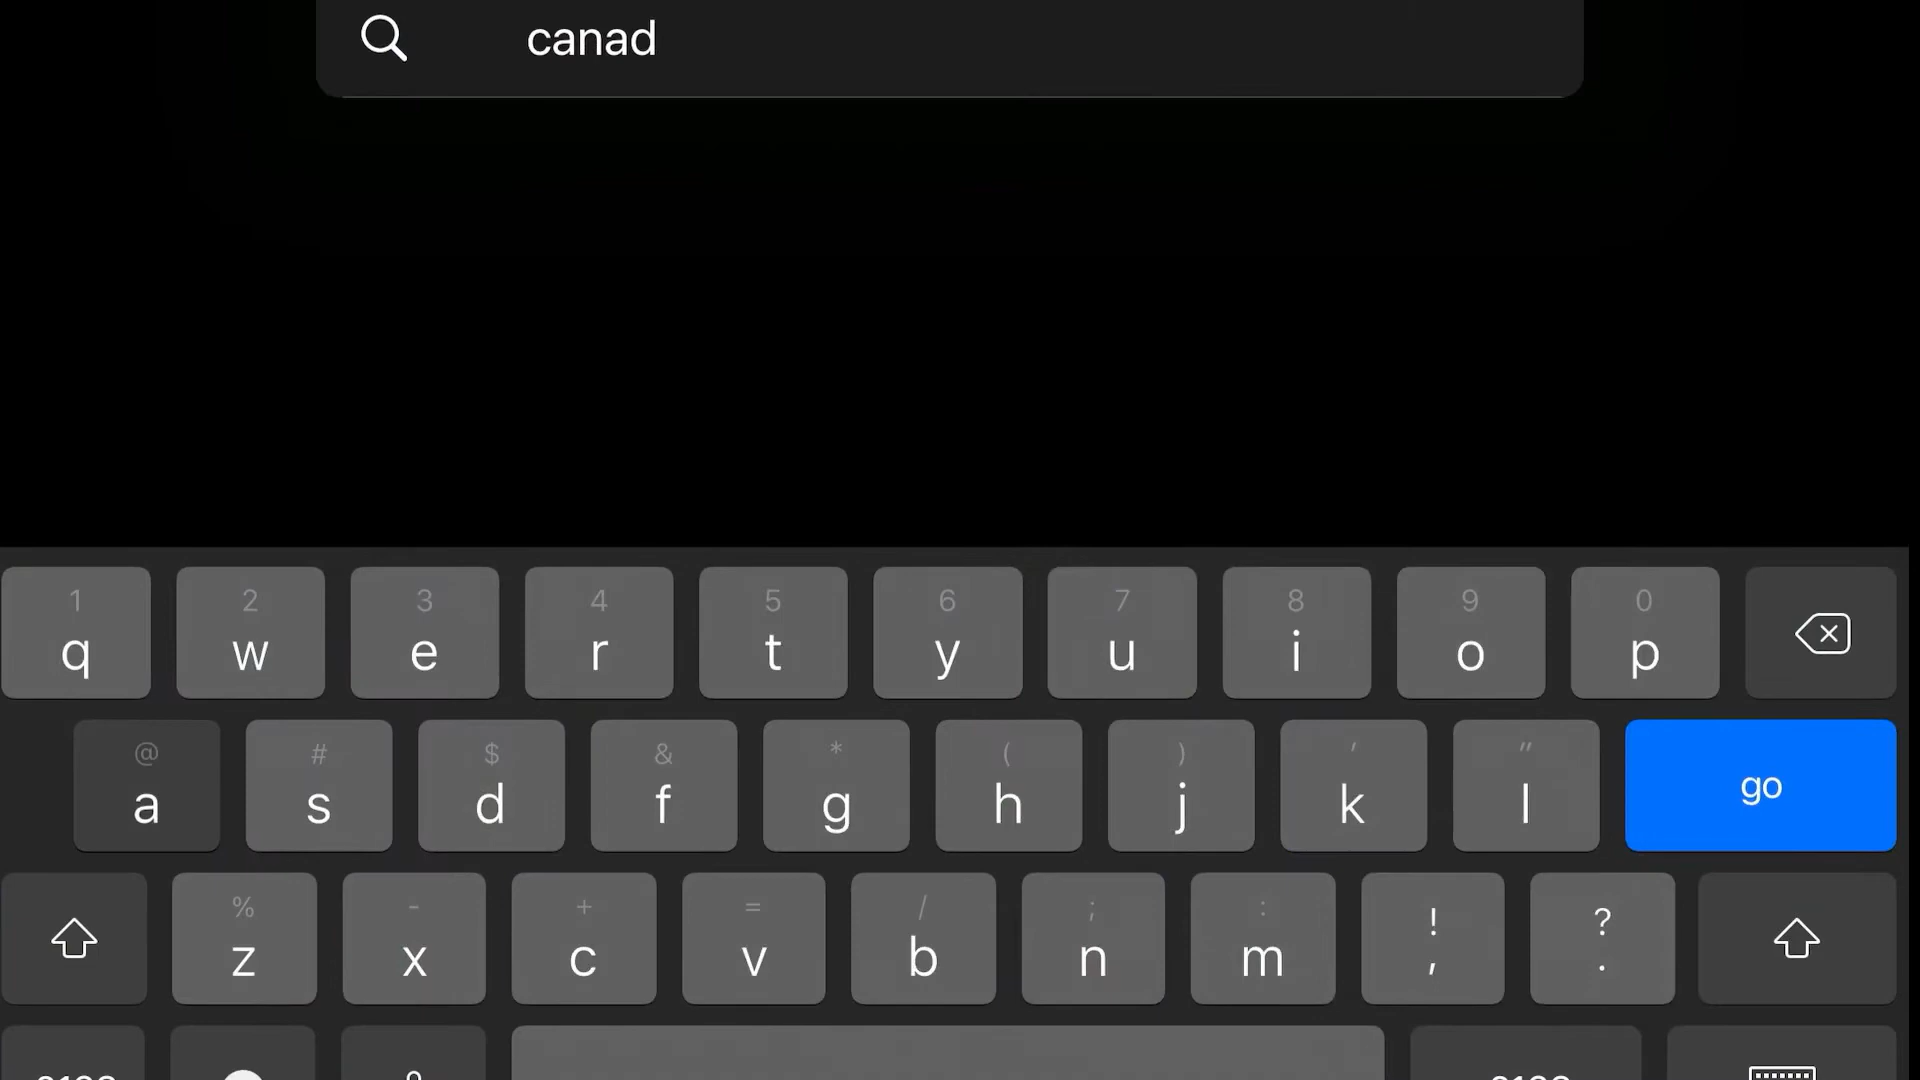 canad
1 2 3 4 5 6 7 8 9 0
q w e r t y u i o p
@ # $ & * ( ) ' "
a s d f g h j k l go
% - + = / ; : ! ?
z x c v b n m , .